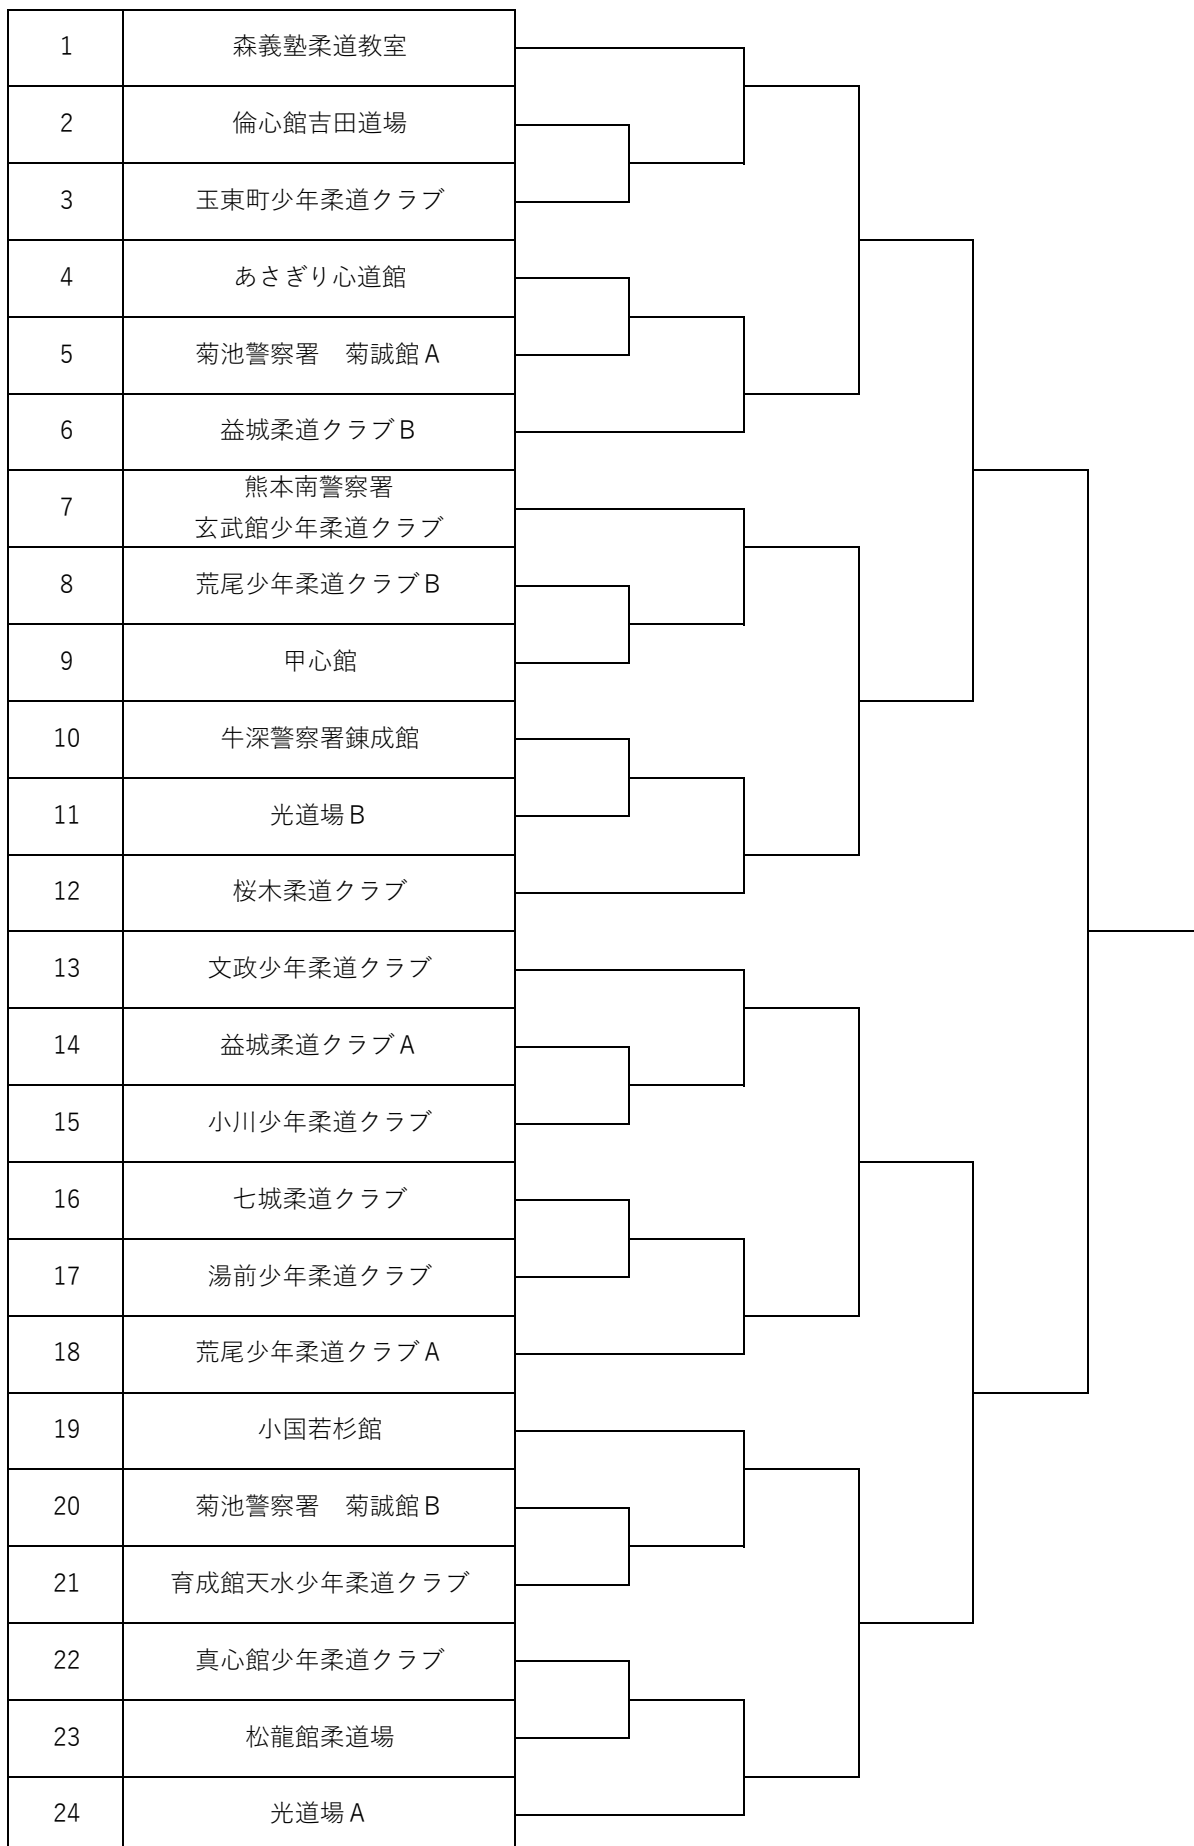 1 森義塾柔道教室
2 倫心館吉田道場
3 玉東町少年柔道クラブ
4 あさぎり心道館
5 菊池警察署　菊誠館A
6 益城柔道クラブB
7 熊本南警察署
玄武館少年柔道クラブ
8 荒尾少年柔道クラブB
9 甲心館
10 牛深警察署錬成館
11 光道場B
12 桜木柔道クラブ
13 文政少年柔道クラブ
14 益城柔道クラブA
15 小川少年柔道クラブ
16 七城柔道クラブ
17 湯前少年柔道クラブ
18 荒尾少年柔道クラブA
19 小国若杉館
20 菊池警察署　菊誠館B
21 育成館天水少年柔道クラブ
22 真心館少年柔道クラブ
23 松龍館柔道場
24 光道場A